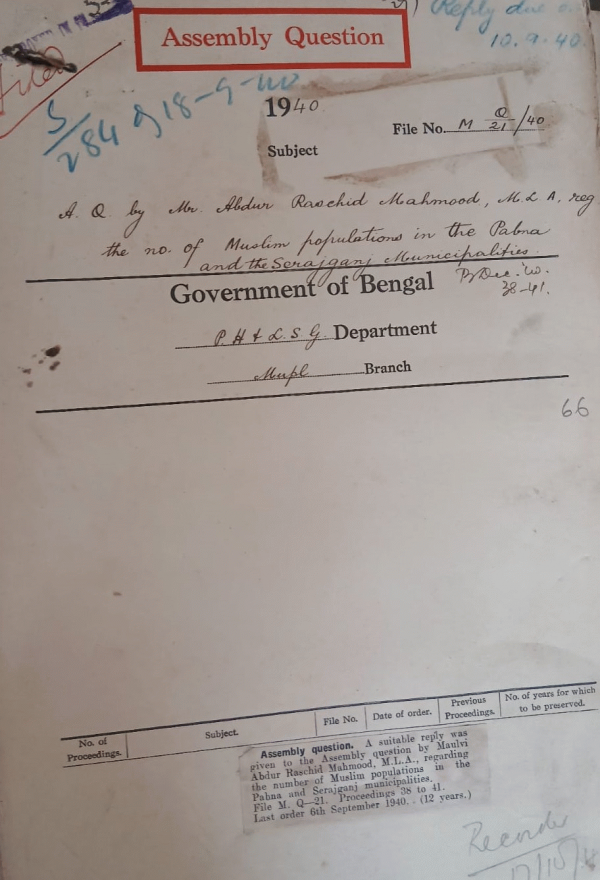 Reply due on
10.9.40
Assembly Question
Filed
S/284 of 18-9-40
1940
File No. M Q/21/40
Subject
A. Q. by Mr. Abdur Raschid Mahmood, M.L.A, reg
the no. of Muslim populations in the Pabna
and the Serajganj Municipalities.
Government of Bengal
Dec.'40.
38-41.
P H & L. S. G. Department
Mupl Branch
66
No. of Proceedings. Subject. File No. Date of order. Previous Proceedings. No. of years for which to be preserved.
Assembly question. A suitable reply was
given to the Assembly question by Maulvi
Abdur Raschid Mahmood, M.L.A., regarding
the number of Muslim populations in the
Pabna and Serajganj municipalities.
File M. Q—21. Proceedings 38 to 41.
Last order 6th September 1940. . (12 years.)